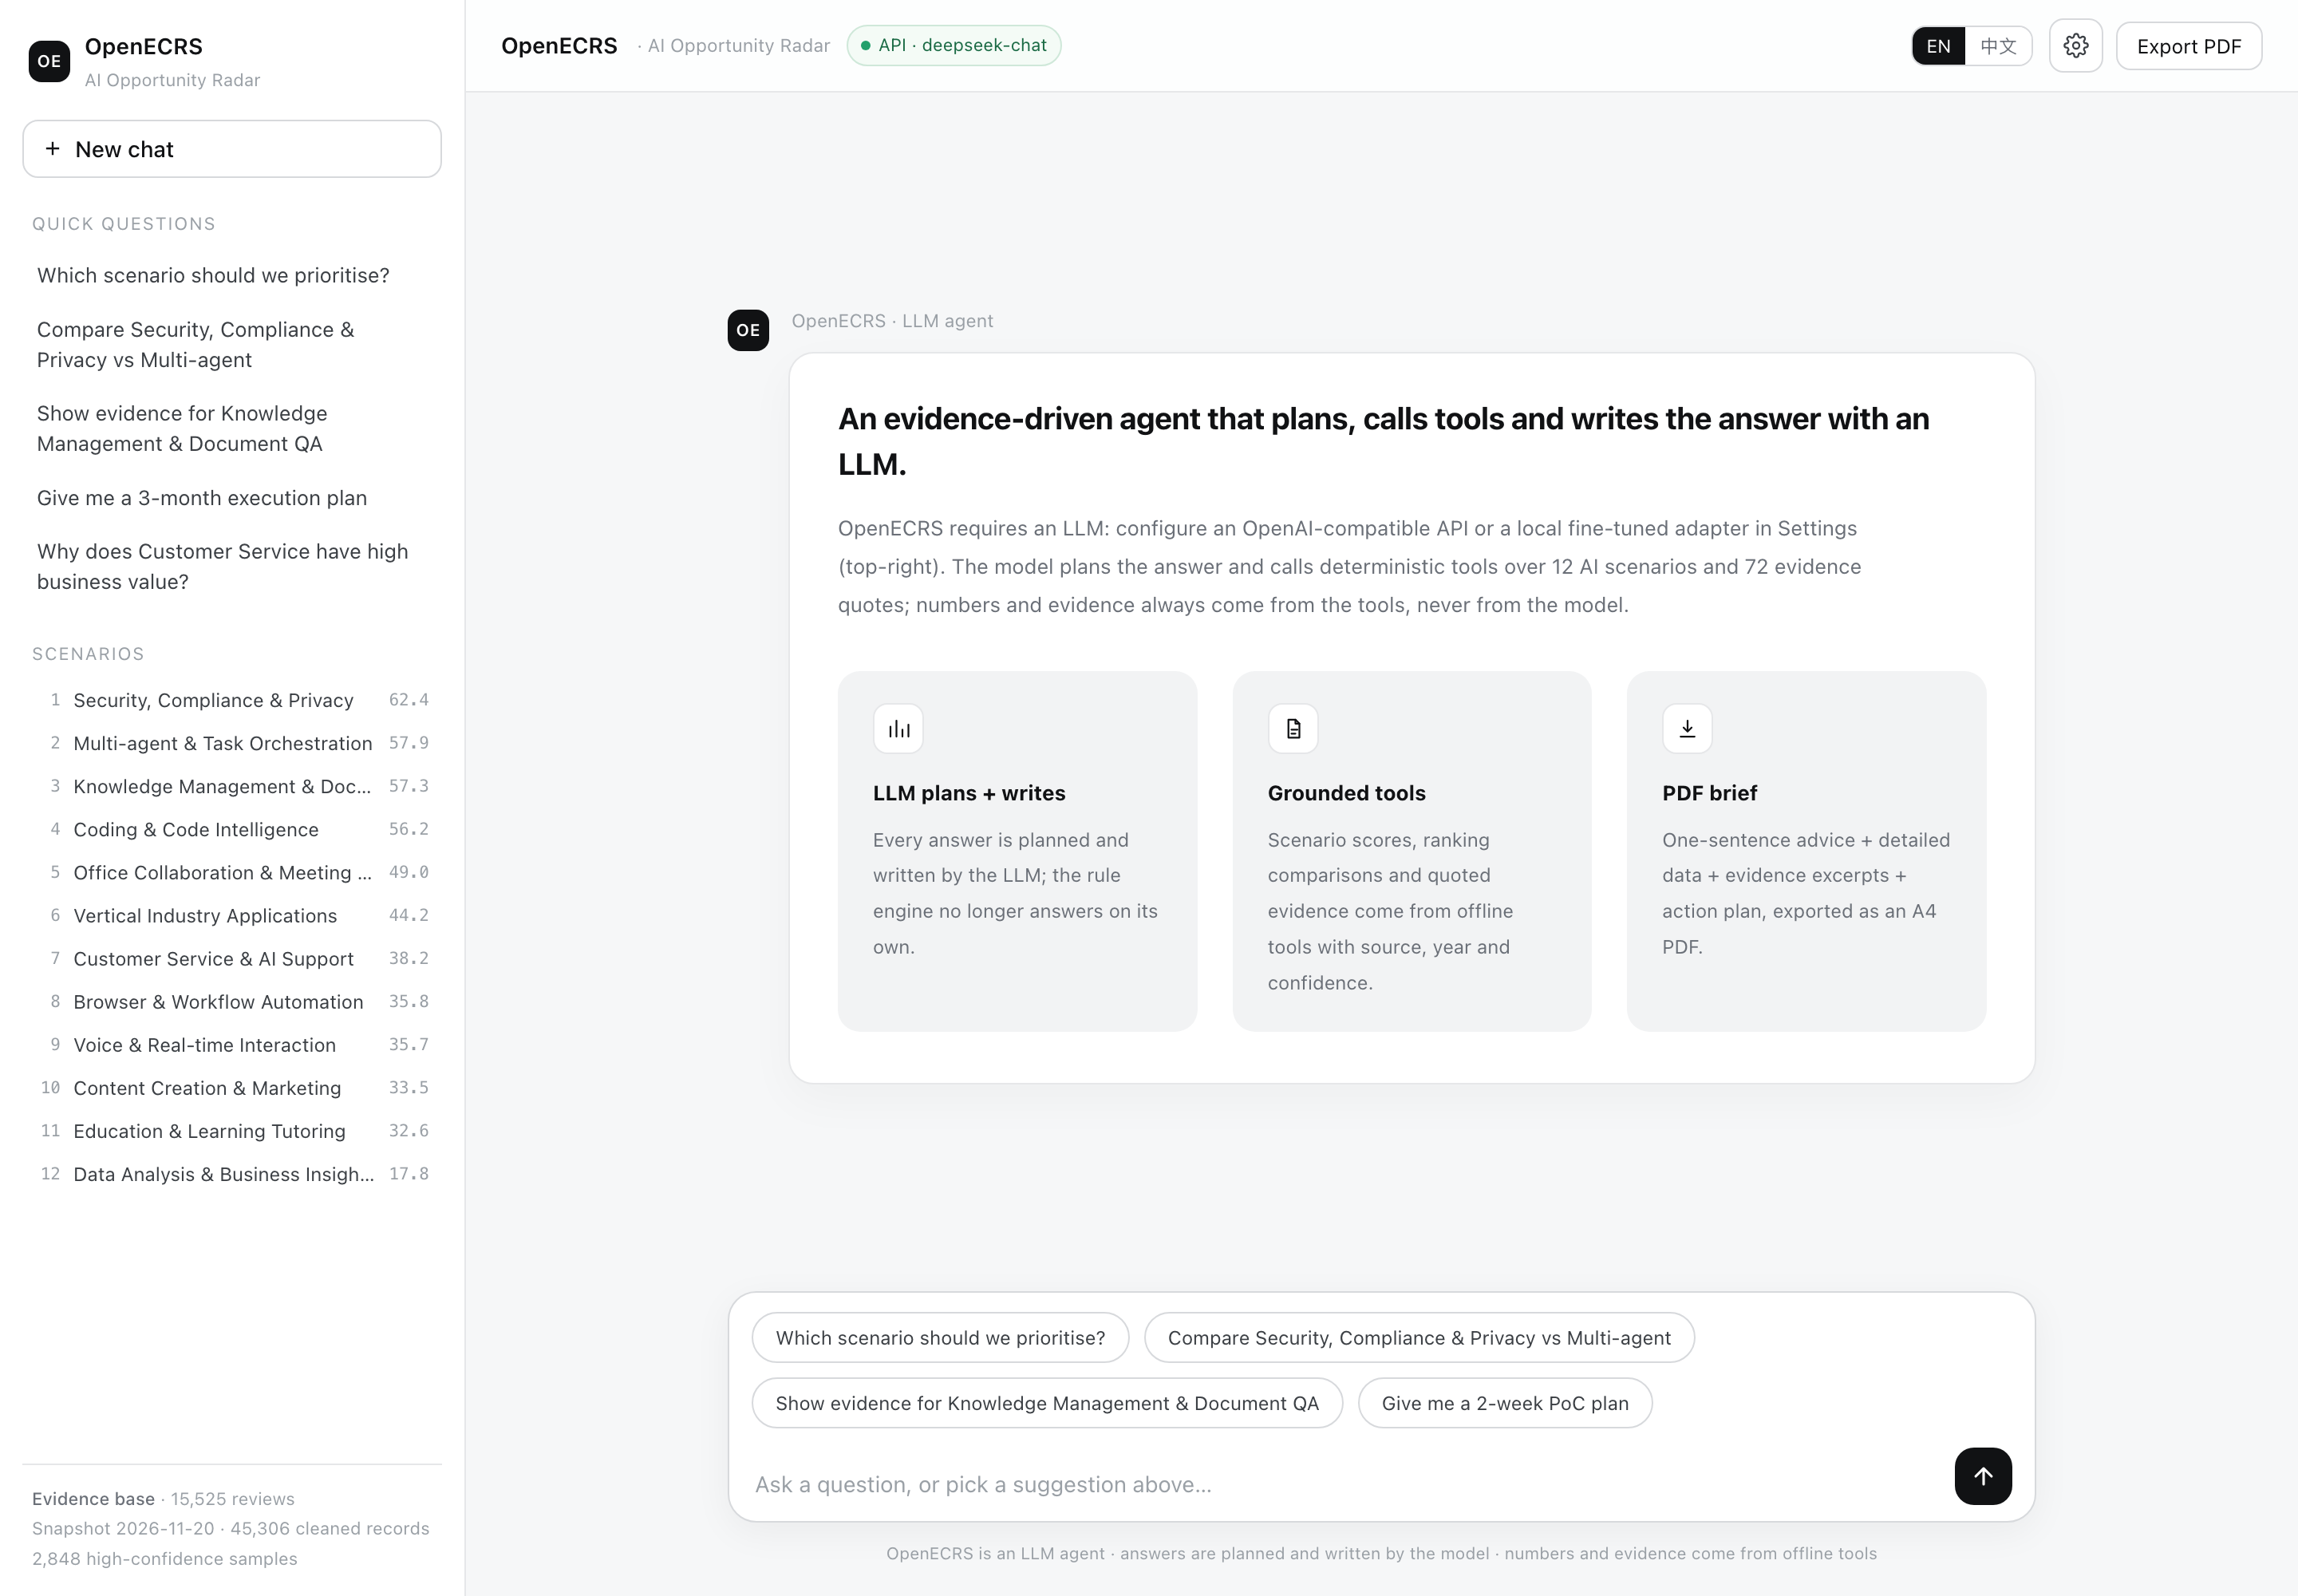 OE
OpenECRS
AI Opportunity Radar
+ New chat
QUICK QUESTIONS
Which scenario should we prioritise?
Compare Security, Compliance &
Privacy vs Multi-agent
Show evidence for Knowledge
Management & Document QA
Give me a 3-month execution plan
Why does Customer Service have high
business value?
SCENARIOS
1 Security, Compliance & Privacy 62.4
2 Multi-agent & Task Orchestration 57.9
3 Knowledge Management & Doc... 57.3
4 Coding & Code Intelligence 56.2
5 Office Collaboration & Meeting ... 49.0
6 Vertical Industry Applications 44.2
7 Customer Service & AI Support 38.2
8 Browser & Workflow Automation 35.8
9 Voice & Real-time Interaction 35.7
10 Content Creation & Marketing 33.5
11 Education & Learning Tutoring 32.6
12 Data Analysis & Business Insigh... 17.8
Evidence base · 15,525 reviews
Snapshot 2026-11-20 · 45,306 cleaned records
2,848 high-confidence samples
OpenECRS · AI Opportunity Radar API · deepseek-chat EN 中文 Export PDF
OE OpenECRS · LLM agent
An evidence-driven agent that plans, calls tools and writes the answer with an
LLM.
OpenECRS requires an LLM: configure an OpenAI-compatible API or a local fine-tuned adapter in Settings
(top-right). The model plans the answer and calls deterministic tools over 12 AI scenarios and 72 evidence
quotes; numbers and evidence always come from the tools, never from the model.
LLM plans + writes
Every answer is planned and
written by the LLM; the rule
engine no longer answers on its
own.
Grounded tools
Scenario scores, ranking
comparisons and quoted
evidence come from offline
tools with source, year and
confidence.
PDF brief
One-sentence advice + detailed
data + evidence excerpts +
action plan, exported as an A4
PDF.
Which scenario should we prioritise? Compare Security, Compliance & Privacy vs Multi-agent
Show evidence for Knowledge Management & Document QA Give me a 2-week PoC plan
Ask a question, or pick a suggestion above...
OpenECRS is an LLM agent · answers are planned and written by the model · numbers and evidence come from offline tools